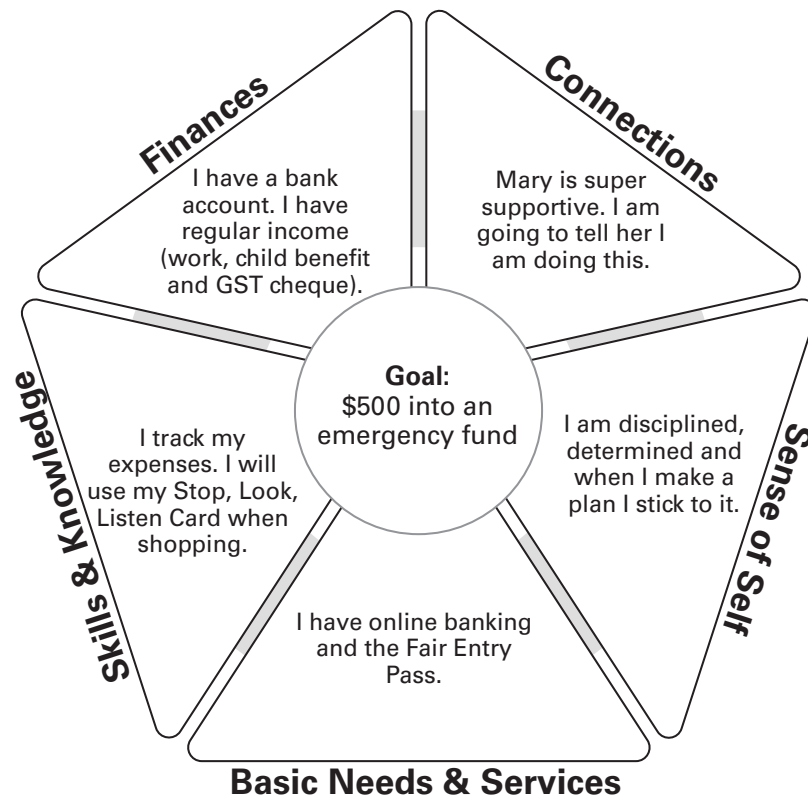 Finances
I have a bank
account. I have
regular income
(work, child benefit
and GST cheque).
Connections
Mary is super
supportive. I am
going to tell her I
am doing this.
Goal:
$500 into an
emergency fund
Skills & Knowledge
I track my
expenses. I will
use my Stop, Look,
Listen Card when
shopping.
Sense of Self
I am disciplined,
determined and
when I make a
plan I stick to it.
I have online banking
and the Fair Entry
Pass.
Basic Needs & Services